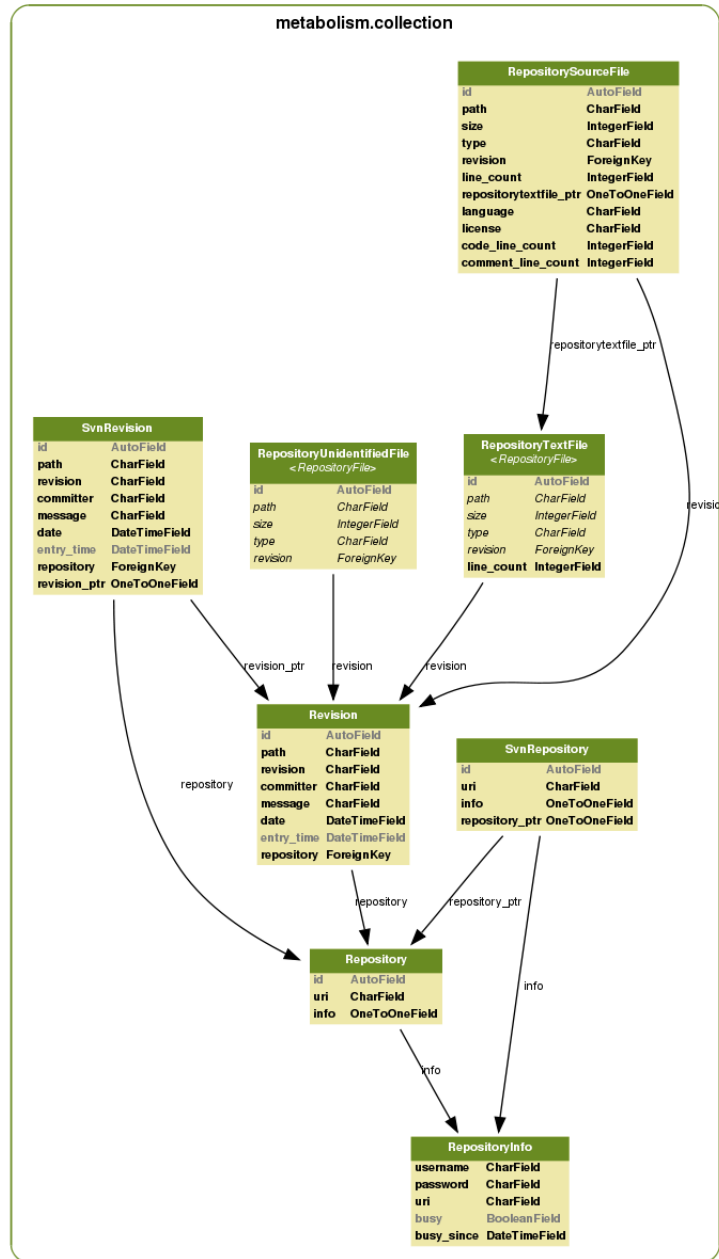 metabolism.collection
RepositorySourceFile
id AutoField
path CharField
size IntegerField
type CharField
revision ForeignKey
line_count IntegerField
repositorytextfile_ptr OneToOneField
language CharField
license CharField
code_line_count IntegerField
comment_line_count IntegerField
repositorytextfile_ptr
revisio
SvnRevision
id AutoField
path CharField
revision CharField
committer CharField
message CharField
date DateTimeField
entry_time DateTimeField
repository ForeignKey
revision_ptr OneToOneField
RepositoryUnidentifiedFile
<RepositoryFile>
id AutoField
path CharField
size IntegerField
type CharField
revision ForeignKey
RepositoryTextFile
<RepositoryFile>
id AutoField
path CharField
size IntegerField
type CharField
revision ForeignKey
line_count IntegerField
revision_ptr
revision
revision
repository
Revision
id AutoField
path CharField
revision CharField
committer CharField
message CharField
date DateTimeField
entry_time DateTimeField
repository ForeignKey
SvnRepository
id AutoField
uri CharField
info OneToOneField
repository_ptr OneToOneField
repository
repository_ptr
info
Repository
id AutoField
uri CharField
info OneToOneField
info
RepositoryInfo
username CharField
password CharField
uri CharField
busy BooleanField
busy_since DateTimeField